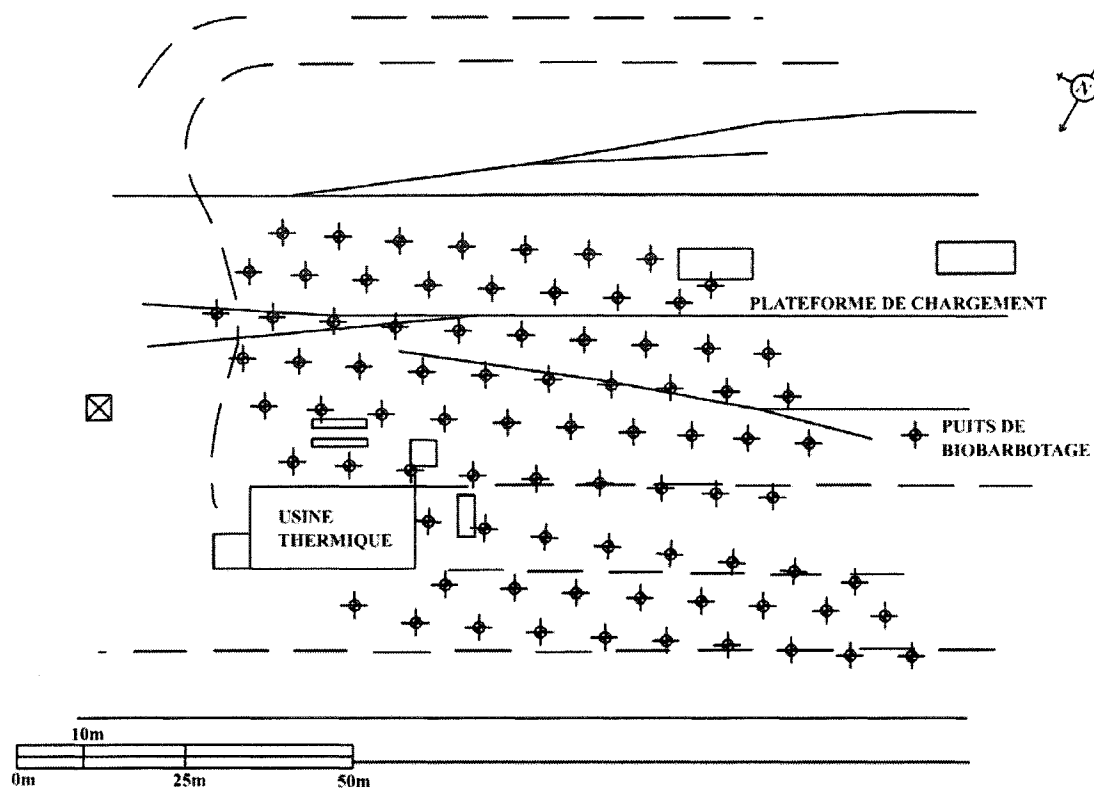 N
PLATEFORME DE CHARGEMENT
PUITS DE
BIOBARBOTAGE
USINE
THERMIQUE
10m
0m
25m
50m